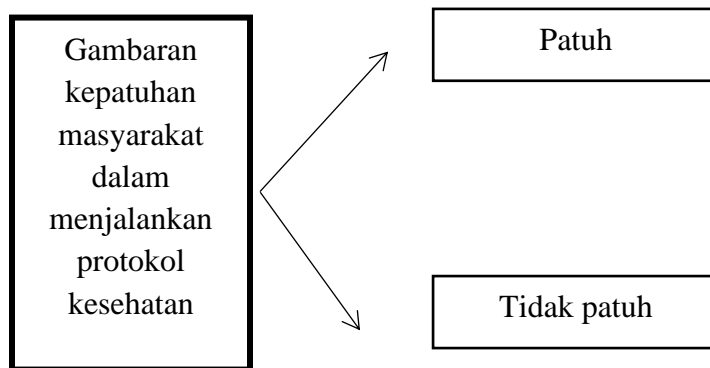 Gambaran
kepatuhan
masyarakat
dalam
menjalankan
protokol
kesehatan
Patuh
Tidak patuh